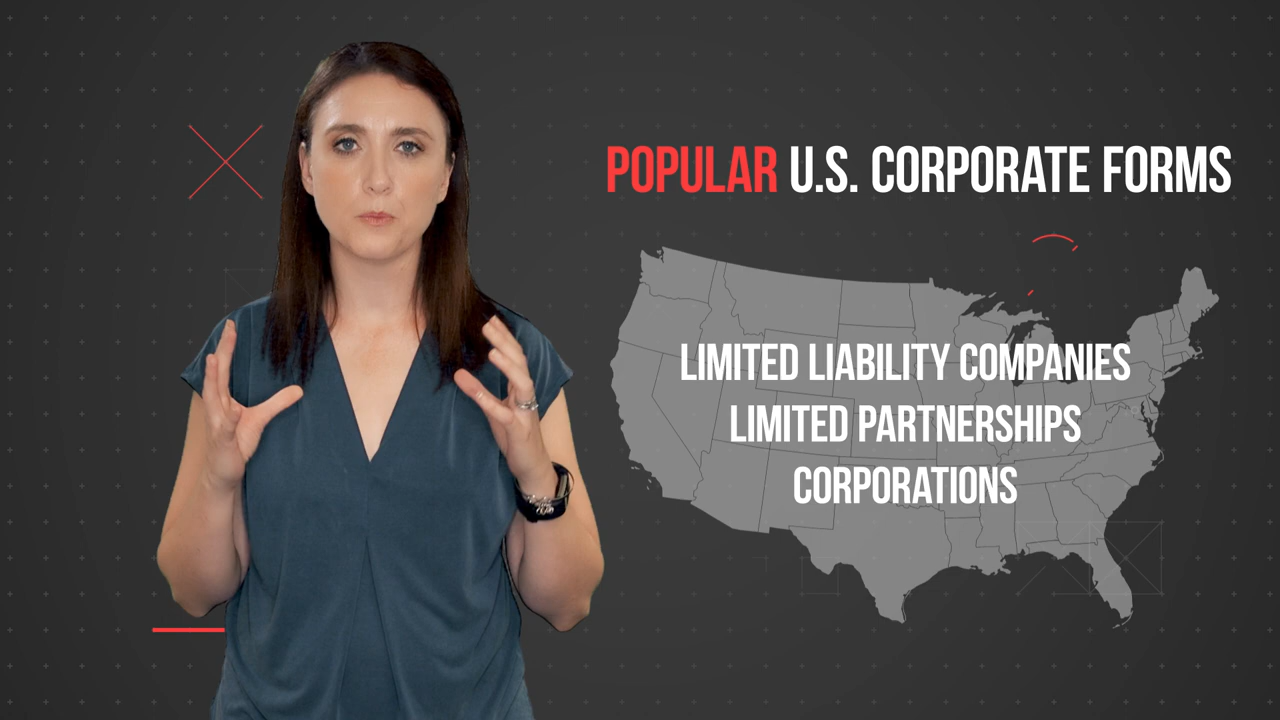 POPULAR U.S. CORPORATE FORMS
LIMITED LIABILITY COMPANIES
LIMITED PARTNERSHIPS
CORPORATIONS